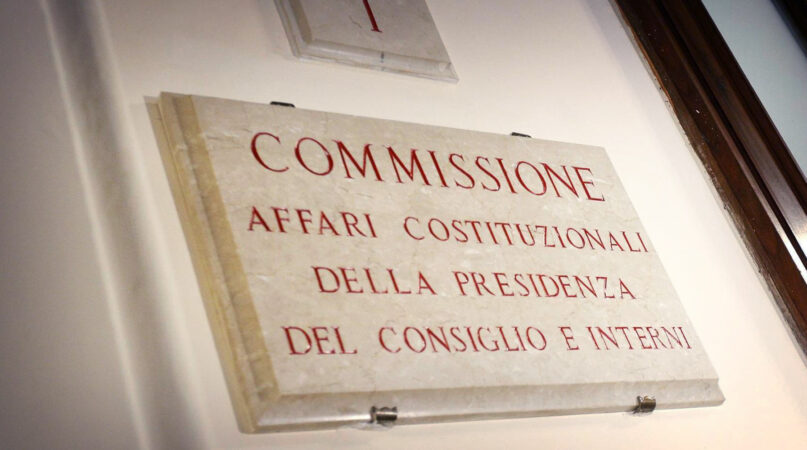 I
COMMISSIONE
AFFARI COSTITUZIONALI
DELLA PRESIDENZA
DEL CONSIGLIO E INTERNI